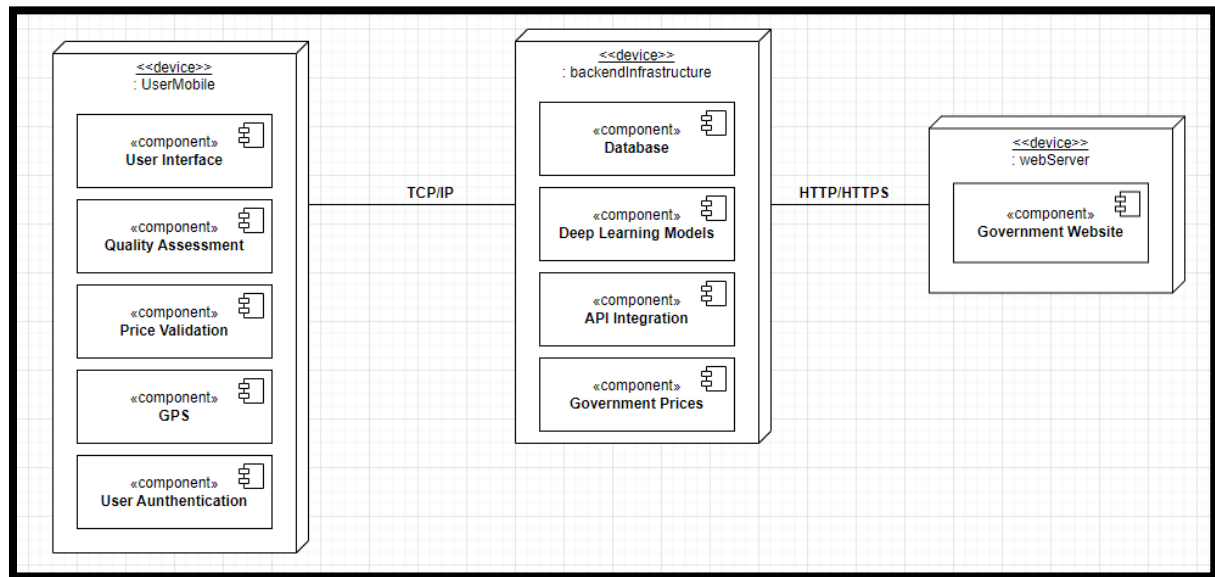 <<device>>
: UserMobile
«component»
User Interface
«component»
Quality Assessment
«component»
Price Validation
«component»
GPS
«component»
User Aunthentication
TCP/IP
<<device>>
: backendInfrastructure
«component»
Database
«component»
Deep Learning Models
«component»
API Integration
«component»
Government Prices
HTTP/HTTPS
<<device>>
: webServer
«component»
Government Website